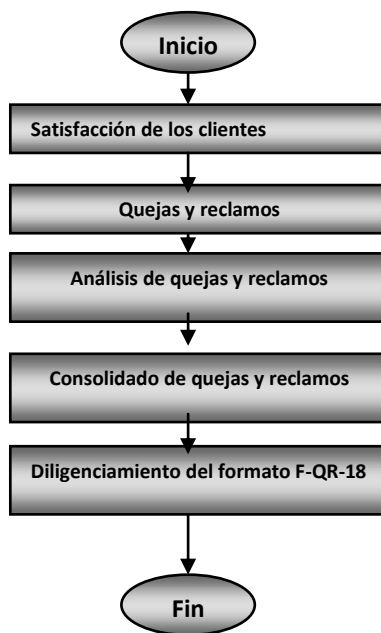 Inicio
Satisfacción de los clientes
Quejas y reclamos
Análisis de quejas y reclamos
Consolidado de quejas y reclamos
Diligenciamiento del formato F-QR-18
Fin